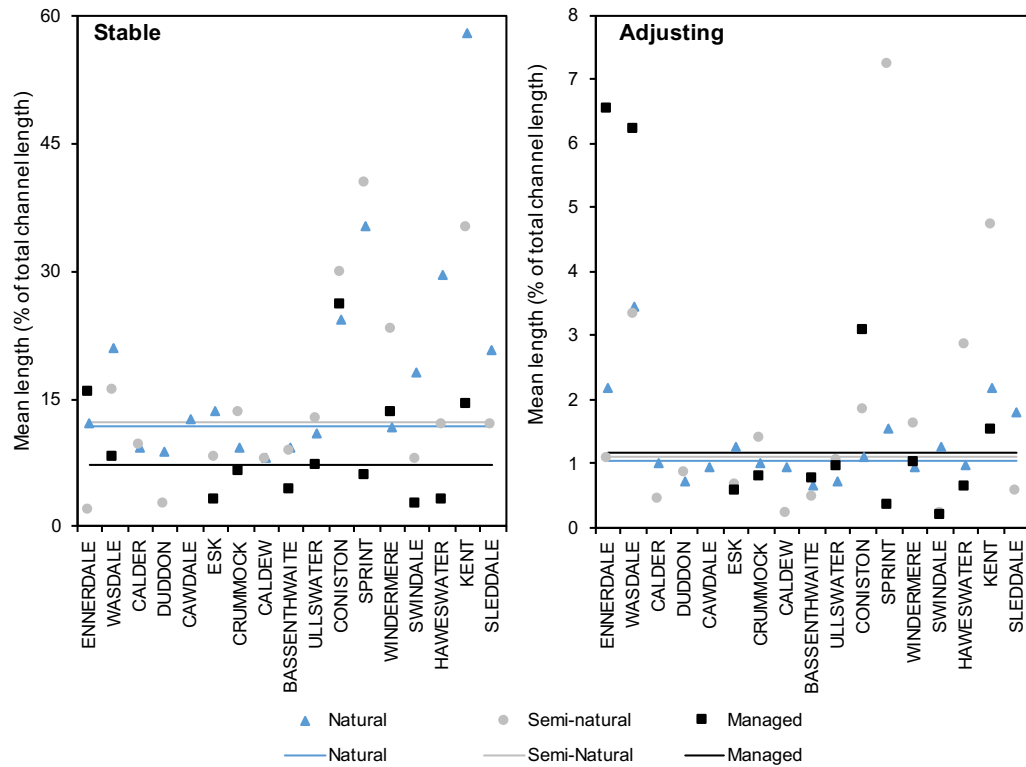 Stable
Mean length (% of total channel length)
60
45
30
15
0
ENNERDALE
WASDALE
CALDER
DUDDON
CAWDALE
ESK
CRUMMOCK
CALDEW
BASSENTHWAITE
ULLSWATER
CONISTON
SPRINT
WINDERMERE
SWINDALE
HAWESWATER
KENT
SLEDDALE
Adjusting
Mean length (% of total channel length)
8
7
6
5
4
3
2
1
0
ENNERDALE
WASDALE
CALDER
DUDDON
CAWDALE
ESK
CRUMMOCK
CALDEW
BASSENTHWAITE
ULLSWATER
CONISTON
SPRINT
WINDERMERE
SWINDALE
HAWESWATER
KENT
SLEDDALE
Natural Semi-natural Managed
Natural Semi-Natural Managed